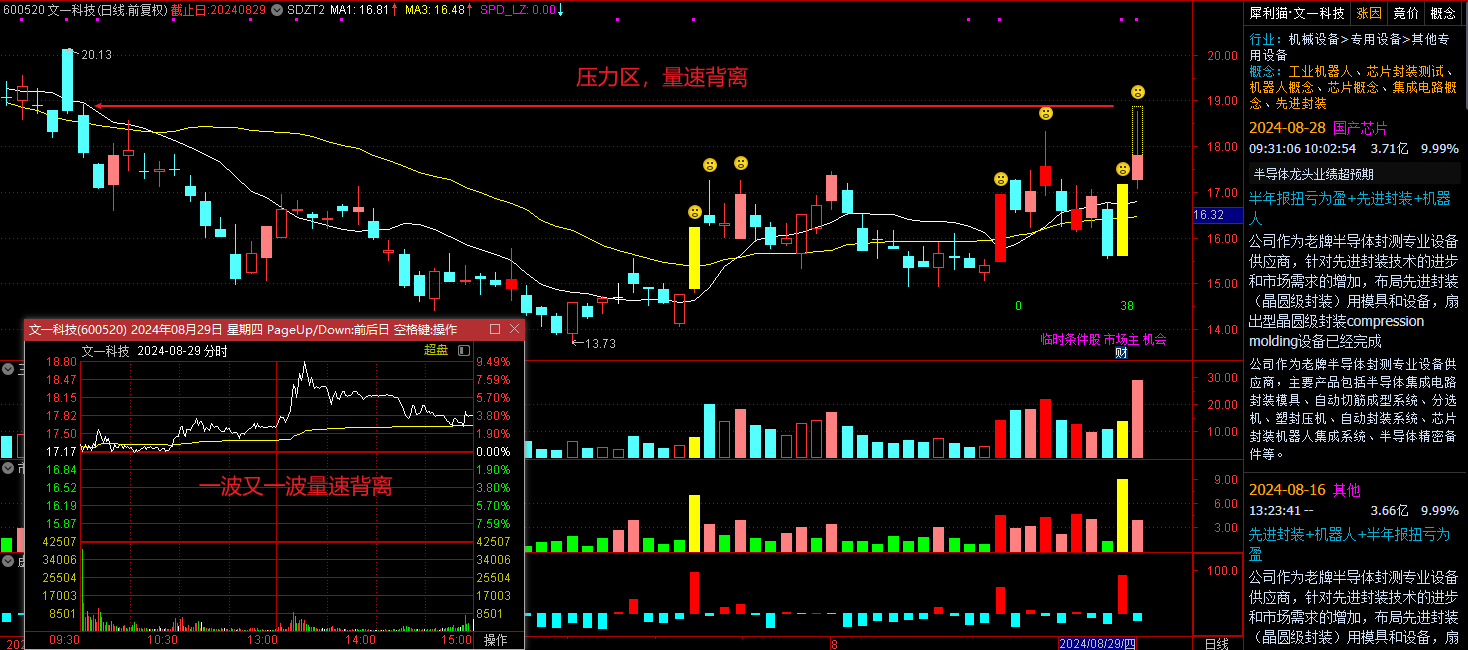 600520 文一科技(日线.前复权) 截止日:20240829 SDZT2 MA1: 16.81↑ MA3: 16.48↑ SPD_LZ: 0.00↓
20.13
压力区，量速背离
20.00
19.00
18.00
17.00
16.32
16.00
15.00
14.00
13.73
0
38
临时条件股 市场主 机会
财
30.00
20.00
10.00
9.00
6.00
3.00
100.0
8
2024/08/29/四
日线
202
文一科技(600520) 2024年08月29日 星期四 PageUp/Down:前后日 空格键:操作
文一科技 2024-08-29 分时
超盘
18.80 9.49%
18.47 7.59%
18.15 5.70%
17.82 3.80%
17.50 1.90%
17.17 0.00%
16.84 1.90%
16.52 3.80%
16.19 5.70%
15.87 7.59%
一波又一波量速背离
42507 42507
34006 34006
25504 25504
17003 17003
8501 8501
09:30 10:30 13:00 14:00 15:00 操作
犀利猫·文一科技 涨因 竞价 概念
行业: 机械设备>专用设备>其他专
用设备
概念: 工业机器人、芯片封装测试、
机器人概念、芯片概念、集成电路概
念、先进封装
2024-08-28 国产芯片
09:31:06 10:02:54 3.71亿 9.99%
半导体龙头业绩超预期
半年报扭亏为盈+先进封装+机器
人
公司作为老牌半导体封测专业设备
供应商，针对先进封装技术的进步
和市场需求的增加，布局先进封装
（晶圆级封装）用模具和设备，扇
出型晶圆级封装compression
molding设备已经完成
公司作为老牌半导体封测专业设备供
应商，主要产品包括半导体集成电路
封装模具、自动切筋成型系统、分选
机、塑封压机、自动封装系统、芯片
封装机器人集成系统、半导体精密备
件等。
2024-08-16 其他
13:23:41 -- 3.66亿 9.99%
先进封装+机器人+半年报扭亏为
盈
公司作为老牌半导体封测专业设备
供应商，针对先进封装技术的进步
和市场需求的增加，布局先进封装
（晶圆级封装）用模具和设备，扇